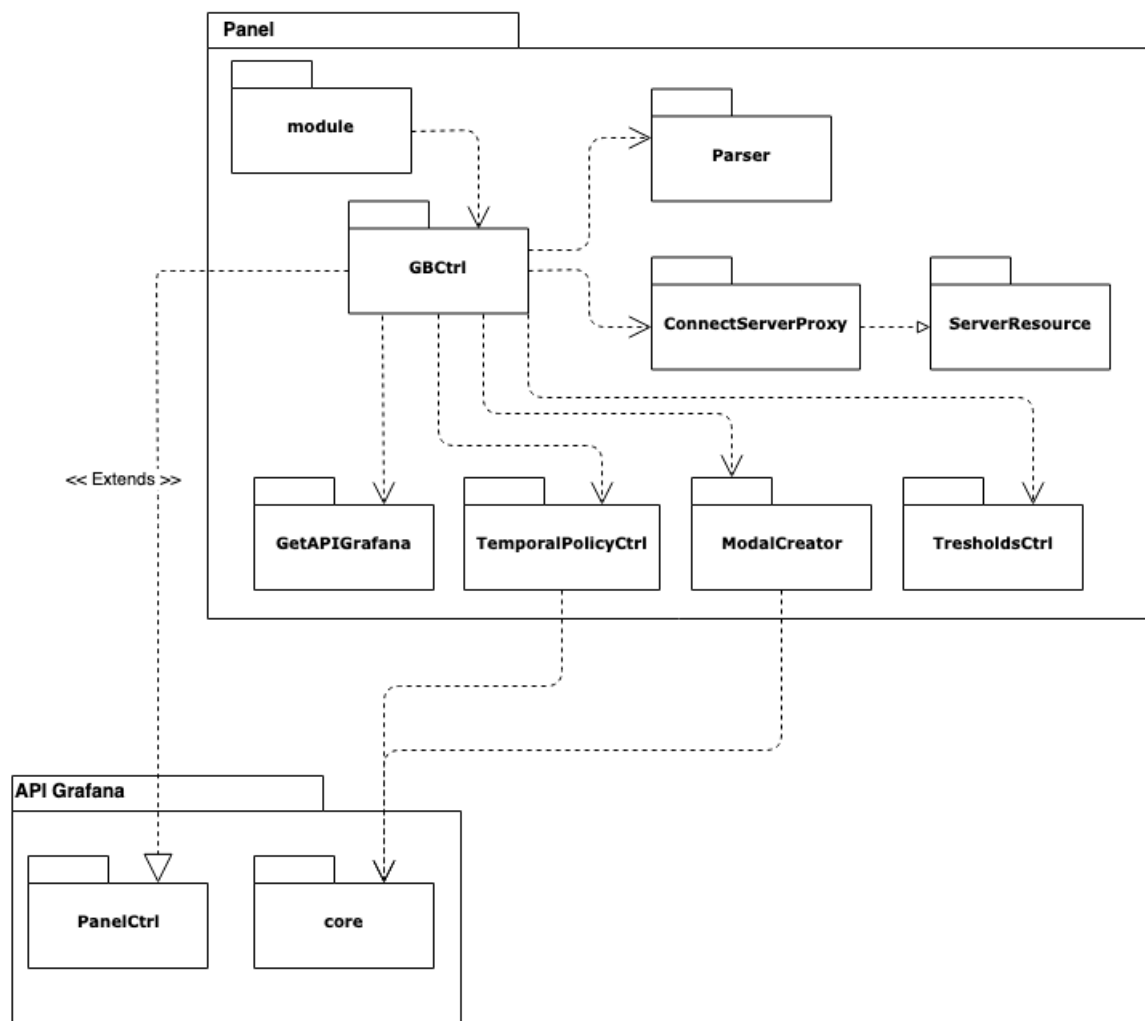 Panel
module
Parser
GBCtrl
ConnectServerProxy
ServerResource
<< Extends >>
GetAPIGrafana
TemporalPolicyCtrl
ModalCreator
TresholdsCtrl
API Grafana
PanelCtrl
core